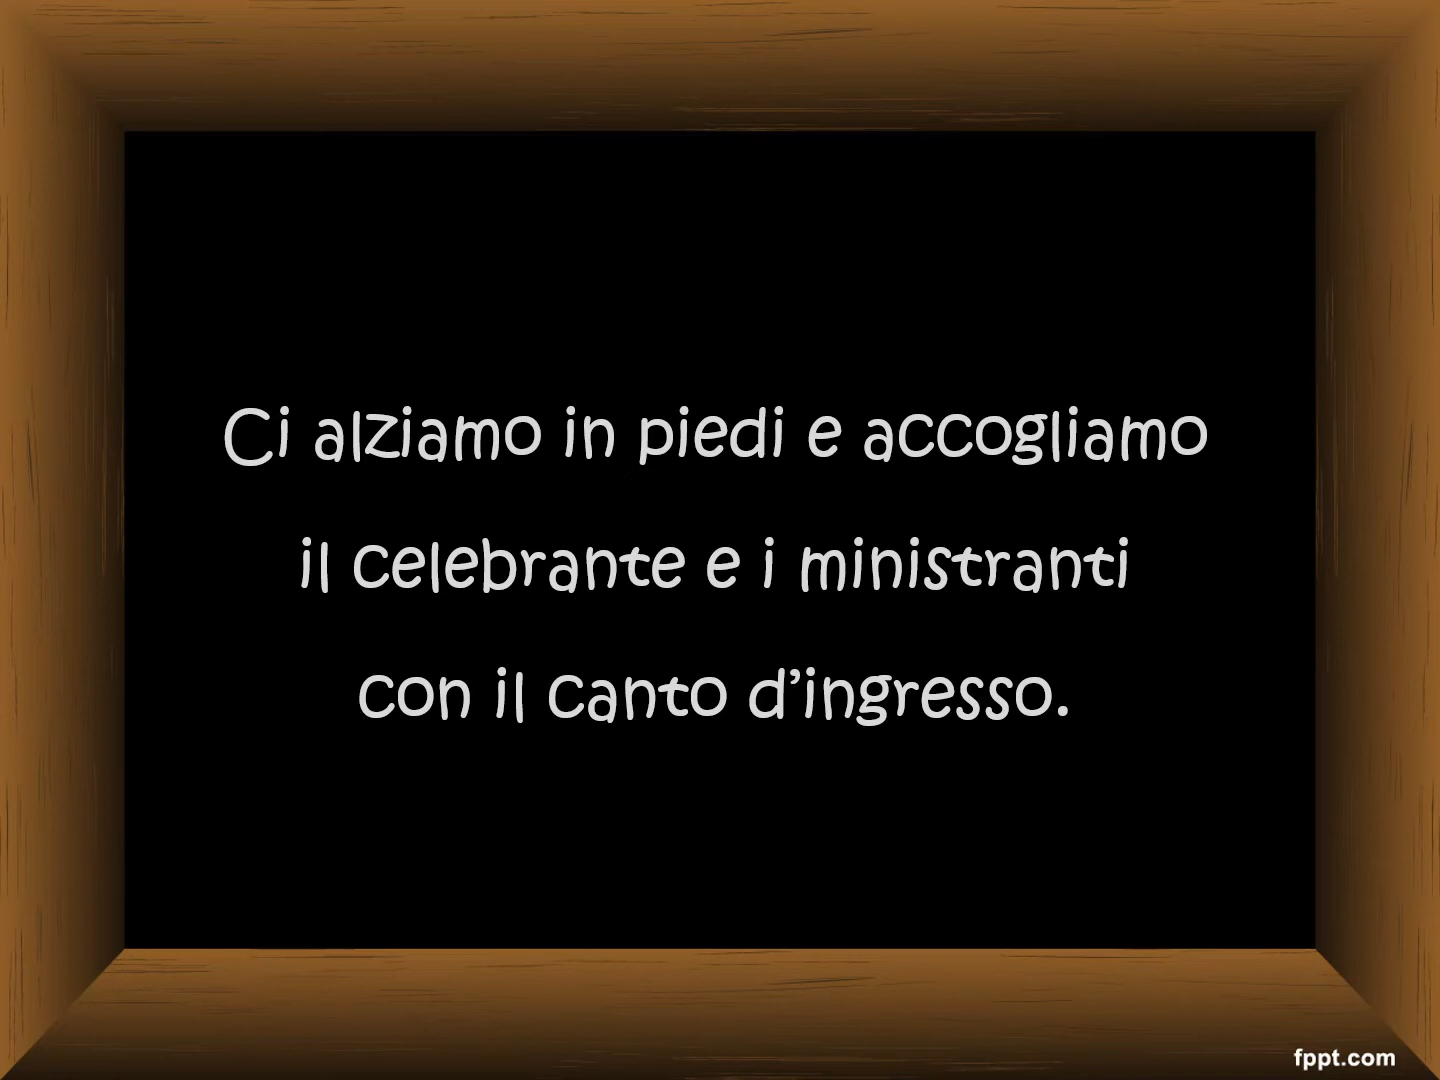 Ci alziamo in piedi e accogliamo
il celebrante e i ministranti
con il canto d’ingresso.
fppt.com